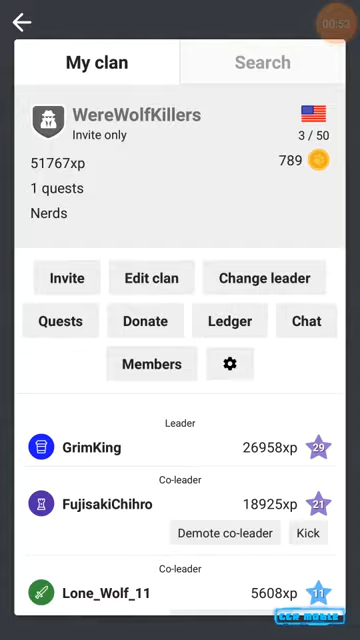 00:53
My clan
Search
WereWolfKillers
Invite only
3 / 50
51767xp
789
1 quests
Nerds
Invite
Edit clan
Change leader
Quests
Donate
Ledger
Chat
Members
Leader
GrimKing
26958xp
29
Co-leader
FujisakiChihro
18925xp
21
Demote co-leader
Kick
Co-leader
Lone_Wolf_11
5608xp
11